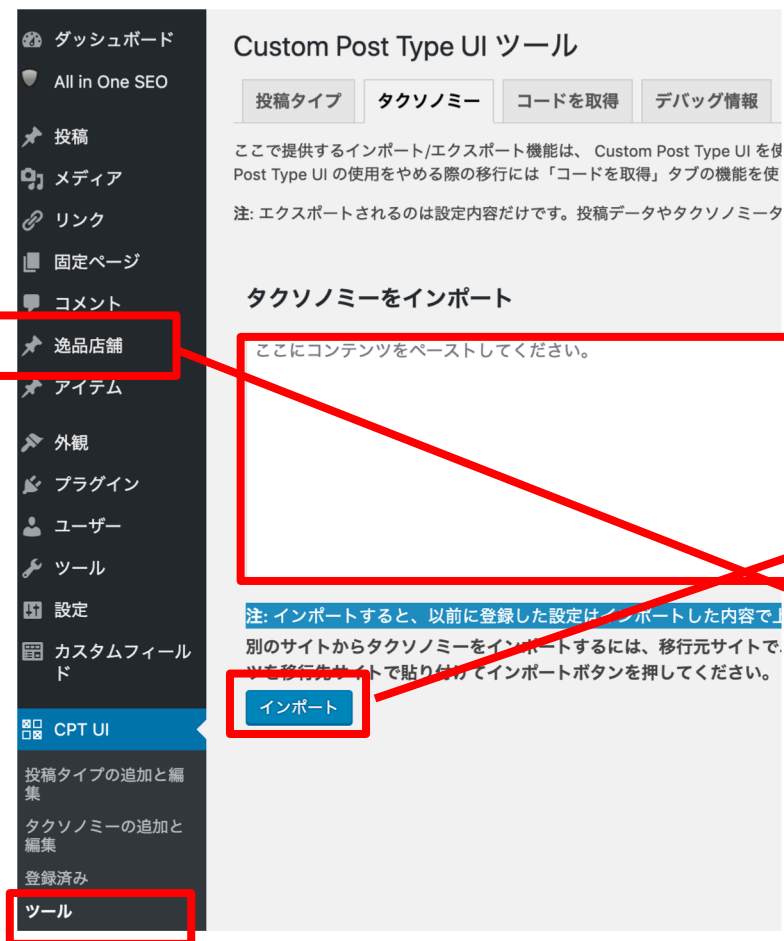 ダッシュボード
All in One SEO
投稿
メディア
リンク
固定ページ
コメント
逸品店舗
アイテム
外観
プラグイン
ユーザー
ツール
設定
カスタムフィール
ド
CPT UI
投稿タイプの追加と編
集
タクソノミーの追加と
編集
登録済み
ツール
Custom Post Type UI ツール
投稿タイプ
タクソノミー
コードを取得
デバッグ情報
ここで提供するインポート/エクスポート機能は、 Custom Post Type UI を
Post Type UI の使用をやめる際の移行には「コードを取得」タブの機能を使
注: エクスポートされるのは設定内容だけです。投稿データやタクソノミータ
タクソノミーをインポート
ここにコンテンツをペーストしてください。
注: インポートすると、以前に登録した設定はインポートした内容で
別のサイトからタクソノミーをインポートするには、移行元サイトで
ツを移行先サイトで貼り付けてインポートボタンを押してください。
インポート